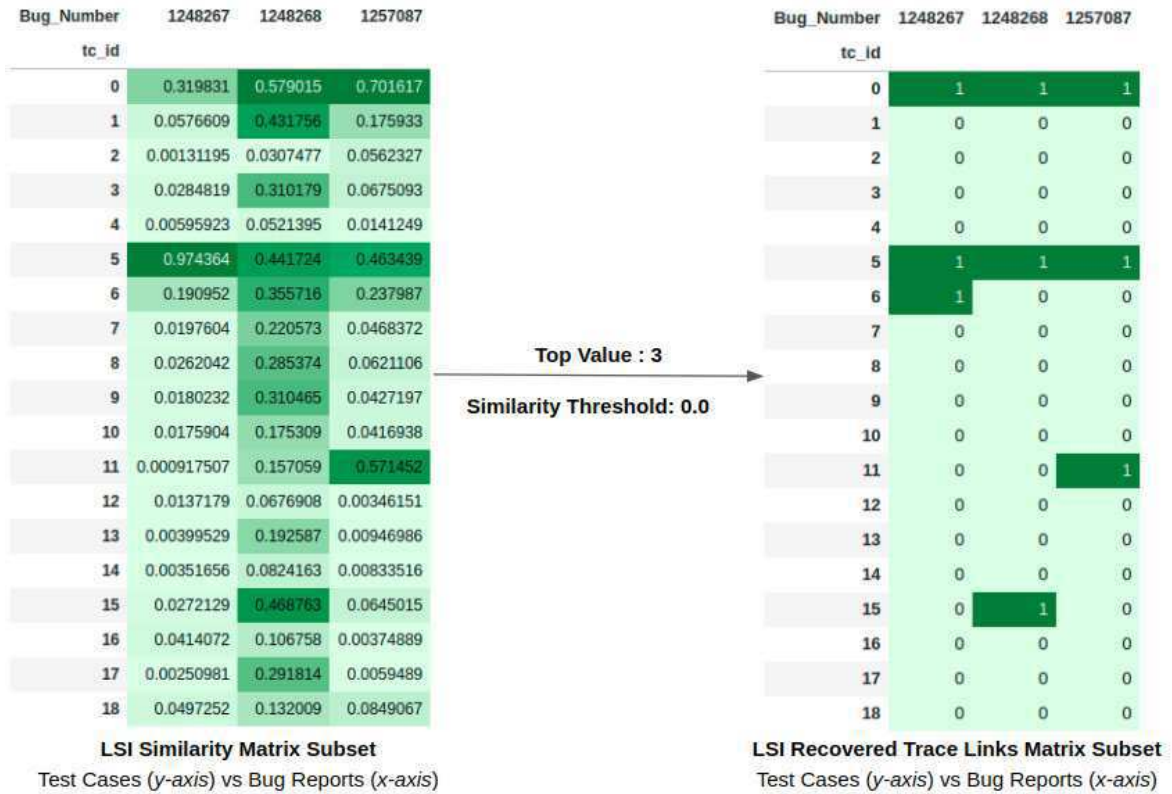 Bug_Number 1248267 1248268 1257087
tc_id
0 0.319831 0.579015 0.701617
1 0.0576609 0.431756 0.175933
2 0.00131195 0.0307477 0.0562327
3 0.0284819 0.310179 0.0675093
4 0.00595923 0.0521395 0.0141249
5 0.974364 0.441724 0.463439
6 0.190952 0.355716 0.237987
7 0.0197604 0.220573 0.0468372
8 0.0262042 0.285374 0.0621106
9 0.0180232 0.310465 0.0427197
10 0.0175904 0.175309 0.0416938
11 0.000917507 0.157059 0.571452
12 0.0137179 0.0676908 0.00346151
13 0.00399529 0.192587 0.00946986
14 0.00351656 0.0824163 0.00833516
15 0.0272129 0.468763 0.0645015
16 0.0414072 0.106758 0.00374889
17 0.00250981 0.291814 0.0059489
18 0.0497252 0.132009 0.0849067
LSI Similarity Matrix Subset
Test Cases (y-axis) vs Bug Reports (x-axis)
Top Value : 3
Similarity Threshold: 0.0
Bug_Number 1248267 1248268 1257087
tc_id
0 1 1 1
1 0 0 0
2 0 0 0
3 0 0 0
4 0 0 0
5 1 1 1
6 1 0 0
7 0 0 0
8 0 0 0
9 0 0 0
10 0 0 0
11 0 0 1
12 0 0 0
13 0 0 0
14 0 0 0
15 0 1 0
16 0 0 0
17 0 0 0
18 0 0 0
LSI Recovered Trace Links Matrix Subset
Test Cases (y-axis) vs Bug Reports (x-axis)